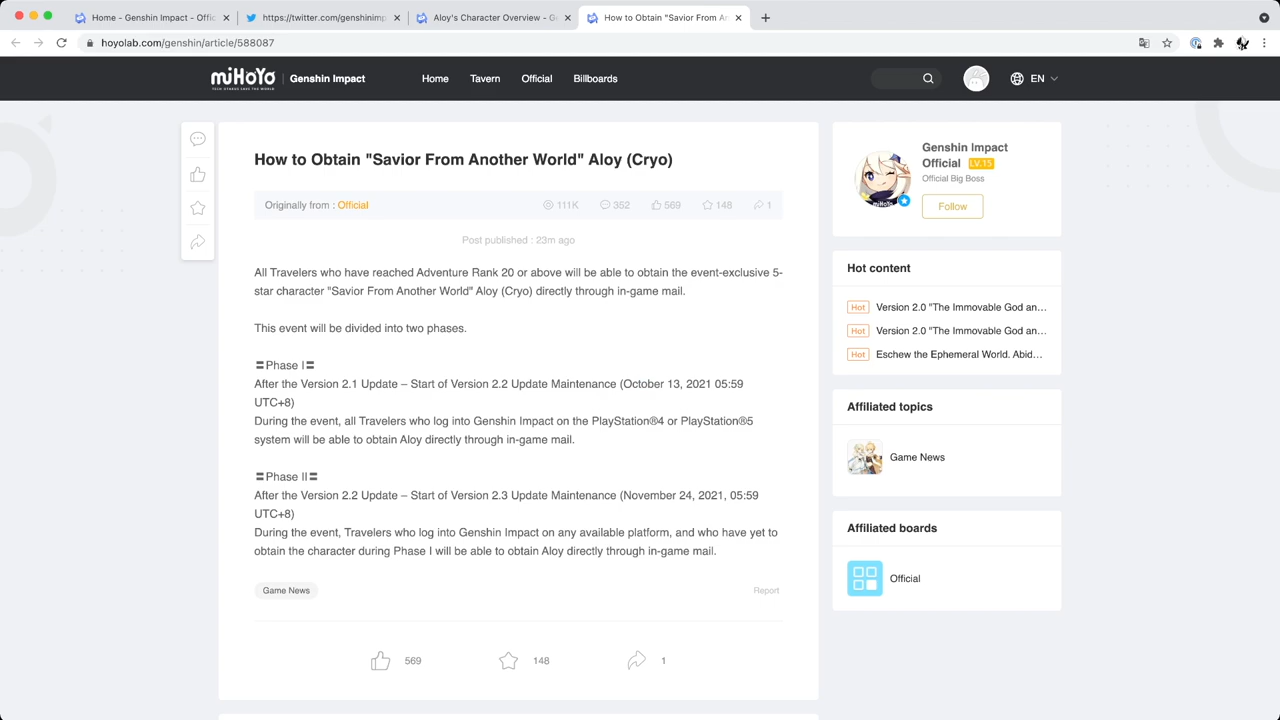 Home - Genshin Impact - Offic
https://twitter.com/genshinimp
Aloy's Character Overview - Ge
How to Obtain "Savior From An
hoyolab.com/genshin/article/588087
miHoYo
TECH OTAKUS SAVE THE WORLD
Genshin Impact
Home
Tavern
Official
Billboards
EN
How to Obtain "Savior From Another World" Aloy (Cryo)
Originally from : Official
111K
352
569
148
1
Post published : 23m ago
All Travelers who have reached Adventure Rank 20 or above will be able to obtain the event-exclusive 5-
star character "Savior From Another World" Aloy (Cryo) directly through in-game mail.
This event will be divided into two phases.
〓Phase I〓
After the Version 2.1 Update – Start of Version 2.2 Update Maintenance (October 13, 2021 05:59
UTC+8)
During the event, all Travelers who log into Genshin Impact on the PlayStation®4 or PlayStation®5
system will be able to obtain Aloy directly through in-game mail.
〓Phase II〓
After the Version 2.2 Update – Start of Version 2.3 Update Maintenance (November 24, 2021, 05:59
UTC+8)
During the event, Travelers who log into Genshin Impact on any available platform, and who have yet to
obtain the character during Phase I will be able to obtain Aloy directly through in-game mail.
Game News
Report
569
148
1
Genshin Impact
Official LV.15
Official Big Boss
miHoYo
Follow
Hot content
Hot Version 2.0 "The Immovable God an...
Hot Version 2.0 "The Immovable God an...
Hot Eschew the Ephemeral World. Abid...
Affiliated topics
Game News
Affiliated boards
Official